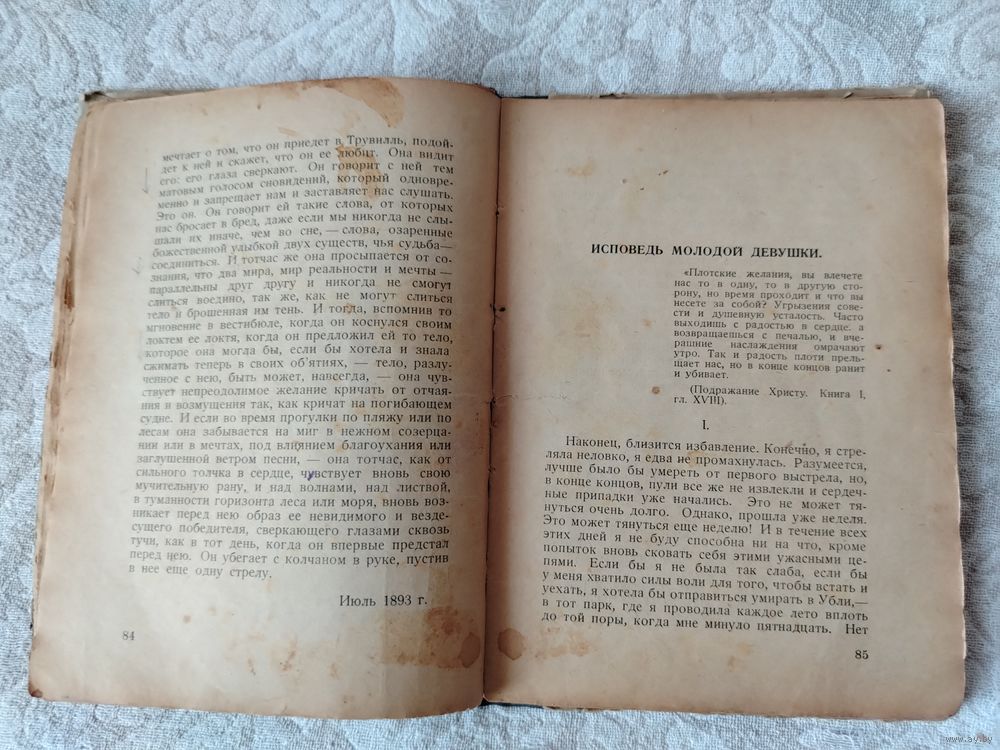 мечтает о том, что он приедет в Трувилль, подой-
дет к ней и скажет, что он ее любит. Она видит
его: его глаза сверкают. Он говорит с ней тем
матовым голосом сновидений, который одновре-
менно и запрещает нам и заставляет нас слушать.
Это он. Он говорит ей такие слова, от которых
нас бросает в бред, даже если мы никогда не слы-
шали их иначе, чем во сне, — слова, озаренные
божественной улыбкой двух существ, чья судьба—
соединиться. И тотчас же она просыпается от со-
знания, что два мира, мир реальности и мечты —
параллельны друг другу и никогда не смогут
слиться воедино, так же, как не могут слиться
тело и брошенная им тень. И тогда, вспомнив то
мгновение в вестибюле, когда он коснулся своим
локтем ее локтя, когда он предложил ей то тело,
которое она могла бы, если бы хотела и знала
сжимать теперь в своих об'ятиях, — тело, разлу-
ченное с нею, быть может, навсегда, — она чув-
ствует непреодолимое желание кричать от отчая-
яния в возмущения так, как кричат на погибающем
судне. И если во время прогулки по пляжу или по
лесам она забывается на миг в нежном созерца-
нии или в мечтах, под влиянием благоухания или
заглушенной ветром песни, — она тотчас, как от
сильного толчка в сердце, чувствует вновь свою
мучительную рану, и над волнами, над листвой,
в туманности горизонта леса или моря, вновь воз-
никает перед нею образ ее невидимого и везде-
сущего победителя, сверкающего глазами сквозь
тучи, как в тот день, когда он впервые предстал
перед нею. Он убегает с колчаном в руке, пустив
в нее еще одну стрелу.
Июль 1893 г.
84
ИСПОВЕДЬ МОЛОДОЙ ДЕВУШКИ.
«Плотские желания, вы влечете
нас то в одну, то в другую сто-
рону, но время проходит и что вы
несете за собой? Угрызения сове-
сти и душевную усталость. Часто
выходишь с радостью в сердце, а
возвращаешься с печалью, и вче-
рашние наслаждения омрачают
утро. Так и радость плоти прель-
щает нас, но в конце концов ранит
и убивает.
(Подражание Христу. Книга I,
гл. XVIII).
I.
Наконец, близится избавление. Конечно, я стре-
ляла неловко, я едва не промахнулась. Разумеется,
лучше было бы умереть от первого выстрела, но,
в конце концов, пули все же не извлекли и сердеч-
ные припадки уже начались. Это не может тя-
нуться очень долго. Однако, прошла уже неделя.
Это может тянуться еще неделю! И в течение всех
этих дней я не буду способна ни на что, кроме
попыток вновь сковать себя этими ужасными це-
пями. Если бы я не была так слаба, если бы
у меня хватило силы воли для того, чтобы встать и
уехать, я хотела бы отправиться умирать в Убли,—
в тот парк, где я проводила каждое лето вплоть
до той поры, когда мне минуло пятнадцать. Нет
85
www.ay.by